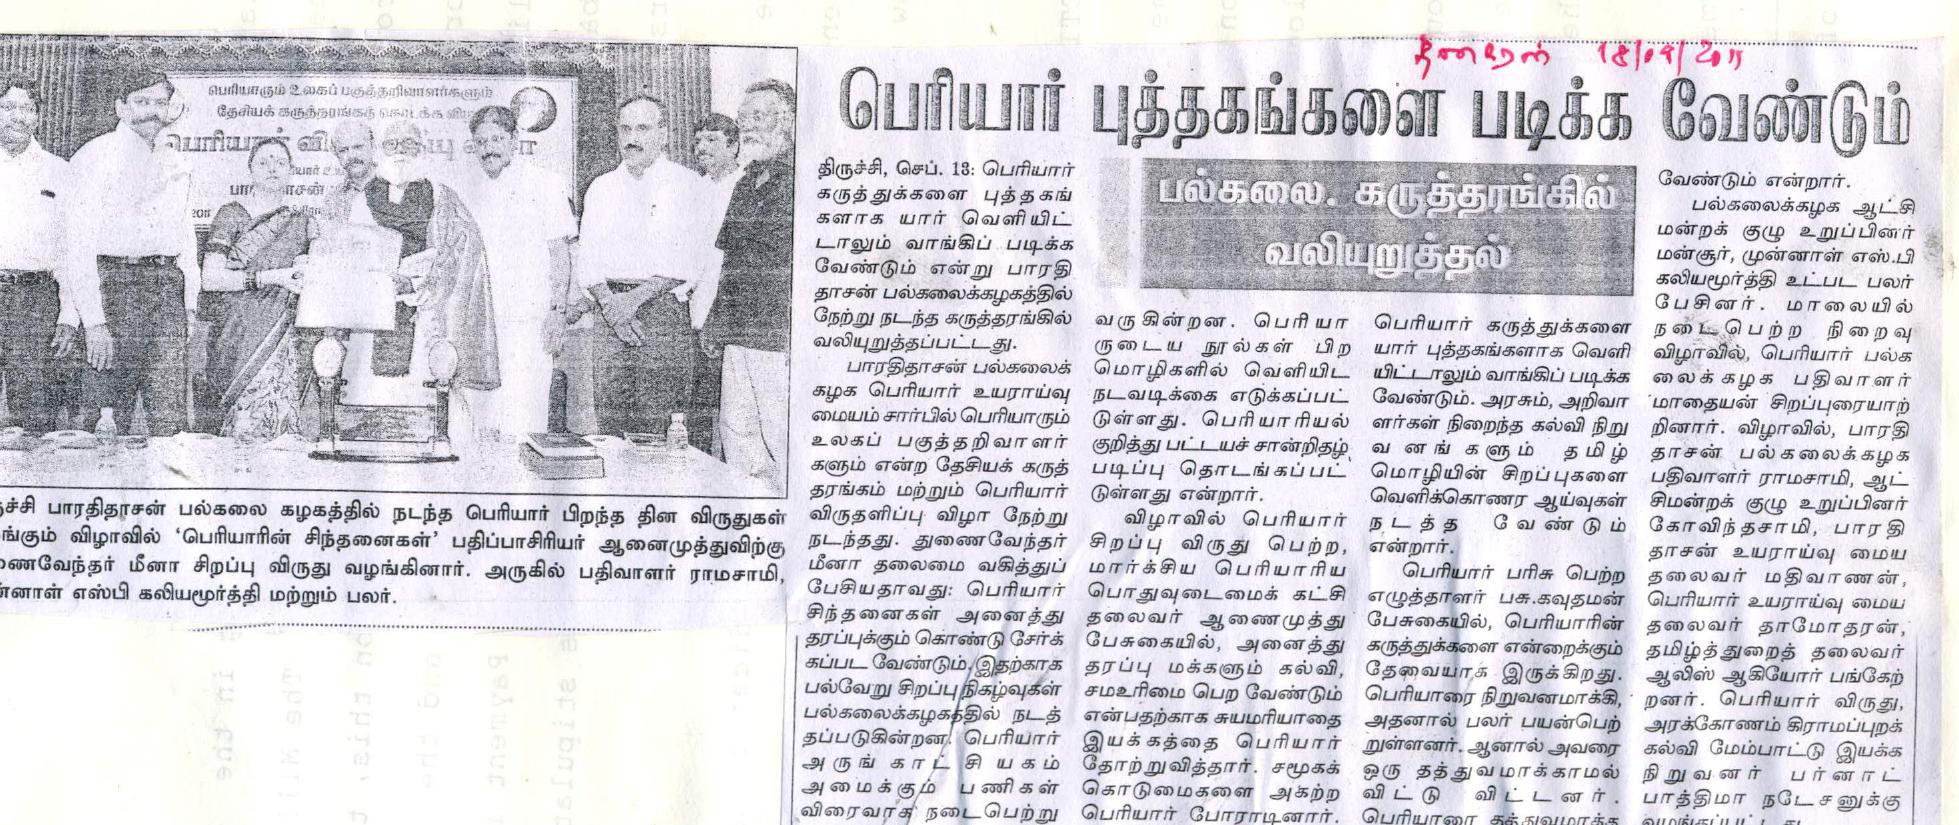 தினகரன் 18/09/2011
பெரியார் புத்தகங்களை படிக்க வேண்டும்
பல்கலை. கருத்தரங்கில்
வலியுறுத்தல்
திருச்சி, செப். 13: பெரியார்
கருத்துக்களை புத்தகங்
களாக யார் வெளியிட்
டாலும் வாங்கிப் படிக்க
வேண்டும் என்று பாரதி
தாசன் பல்கலைக்கழகத்தில்
நேற்று நடந்த கருத்தரங்கில்
வலியுறுத்தப்பட்டது.
பாரதிதாசன் பல்கலைக்
கழக பெரியார் உயராய்வு
மையம் சார்பில் பெரியாரும்
உலகப் பகுத்தறிவாளர்
களும் என்ற தேசியக் கருத்
தரங்கம் மற்றும் பெரியார்
விருதளிப்பு விழா நேற்று
நடந்தது. துணைவேந்தர்
மீனா தலைமை வகித்துப்
பேசியதாவது: பெரியார்
சிந்தனைகள் அனைத்து
தரப்புக்கும் கொண்டு சேர்க்
கப்பட வேண்டும். இதற்காக
பல்வேறு சிறப்பு நிகழ்வுகள்
பல்கலைக்கழகத்தில் நடத்
தப்படுகின்றன. பெரியார்
அருங் காட் சி யகம்
அமைக்கும் பணிகள்
விரைவாக நடைபெற்று
வருகின்றன. பெரியா
ருடைய நூல்கள் பிற
மொழிகளில் வெளியிட
நடவடிக்கை எடுக்கப்பட்
டுள்ளது. பெரியாரியல்
குறித்து பட்டயச் சான்றிதழ்
படிப்பு தொடங்கப்பட்
டுள்ளது என்றார்.
விழாவில் பெரியார்
சிறப்பு விருது பெற்ற,
மார்க்சிய பெரியாரிய
பொதுவுடைமைக் கட்சி
தலைவர் ஆணைமுத்து
பேசுகையில், அனைத்து
தரப்பு மக்களும் கல்வி,
சமஉரிமை பெற வேண்டும்
என்பதற்காக சுயமரியாதை
இயக்கத்தை பெரியார்
தோற்றுவித்தார். சமூகக்
கொடுமைகளை அகற்ற
பெரியார் போராடினார்.
பெரியார் கருத்துக்களை
யார் புத்தகங்களாக வெளி
யிட்டாலும் வாங்கிப் படிக்க
வேண்டும். அரசும், அறிவா
ளர்கள் நிறைந்த கல்வி நிறு
வனங்களும் தமிழ்
மொழியின் சிறப்புகளை
வெளிக்கொணர ஆய்வுகள்
நடத்த வேண்டும்
என்றார்.
பெரியார் பரிசு பெற்ற
எழுத்தாளர் பசு.கவுதமன்
பேசுகையில், பெரியாரின்
கருத்துக்களை என்றைக்கும்
தேவையாக இருக்கிறது.
பெரியாரை நிறுவனமாக்கி,
அதனால் பலர் பயன்பெற்
றுள்ளனர். ஆனால் அவரை
ஒரு தத்துவமாக்காமல்
விட்டு விட்டனர்.
பெரியாரை தத்துவமாக்க
வேண்டும் என்றார்.
பல்கலைக்கழக ஆட்சி
மன்றக் குழு உறுப்பினர்
மன்சூர், முன்னாள் எஸ்.பி
கலியமூர்த்தி உட்பட பலர்
பேசினர். மாலையில்
நடைபெற்ற நிறைவு
விழாவில், பெரியார் பல்க
லைக்கழக பதிவாளர்
மாதையன் சிறப்புரையாற்
றினார். விழாவில், பாரதி
தாசன் பல்கலைக்கழக
பதிவாளர் ராமசாமி, ஆட்
சிமன்றக் குழு உறுப்பினர்
கோவிந்தசாமி, பாரதி
தாசன் உயராய்வு மைய
தலைவர் மதிவாணன்,
பெரியார் உயராய்வு மைய
தலைவர் தாமோதரன்,
தமிழ்த்துறைத் தலைவர்
ஆலிஸ் ஆகியோர் பங்கேற்
றனர். பெரியார் விருது,
அரக்கோணம் கிராமப்புறக்
கல்வி மேம்பாட்டு இயக்க
நிறுவனர் பர்னாட்
பாத்திமா நடேசனுக்கு
பெரியாரும் உலகப் பகுத்தறிவாளர்களும்
தேசியக் கருத்தரங்கத்
ச்சி பாரதிதாசன் பல்கலை கழகத்தில் நடந்த பெரியார் பிறந்த தின விருதுகள்
ங்கும் விழாவில் ‘பெரியாரின் சிந்தனைகள்’ பதிப்பாசிரியர் ஆனைமுத்துவிற்கு
ணைவேந்தர் மீனா சிறப்பு விருது வழங்கினார். அருகில் பதிவாளர் ராமசாமி,
ன்னாள் எஸ்பி கலியமூர்த்தி மற்றும் பலர்.